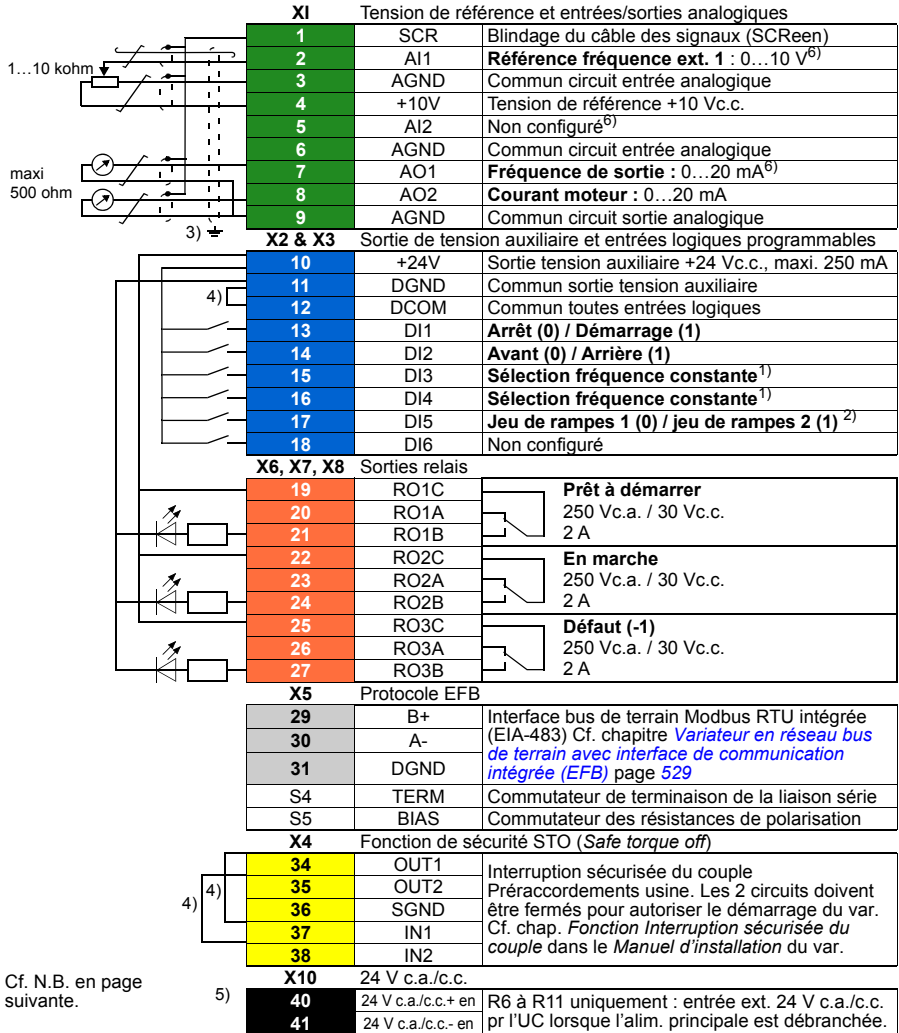 XI Tension de référence et entrées/sorties analogiques
1 SCR Blindage du câble des signaux (SCReen)
2 AI1 Référence fréquence ext. 1 : 0…10 V6)
3 AGND Commun circuit entrée analogique
4 +10V Tension de référence +10 Vc.c.
5 AI2 Non configuré6)
6 AGND Commun circuit entrée analogique
7 AO1 Fréquence de sortie : 0…20 mA6)
8 AO2 Courant moteur : 0…20 mA
9 AGND Commun circuit sortie analogique
1…10 kohm
maxi
500 ohm
3)
X2 & X3 Sortie de tension auxiliaire et entrées logiques programmables
10 +24V Sortie tension auxiliaire +24 Vc.c., maxi. 250 mA
11 DGND Commun sortie tension auxiliaire
12 DCOM Commun toutes entrées logiques
13 DI1 Arrêt (0) / Démarrage (1)
14 DI2 Avant (0) / Arrière (1)
15 DI3 Sélection fréquence constante1)
16 DI4 Sélection fréquence constante1)
17 DI5 Jeu de rampes 1 (0) / jeu de rampes 2 (1) 2)
18 DI6 Non configuré
4)
X6, X7, X8 Sorties relais
19 RO1C Prêt à démarrer
20 RO1A 250 Vc.a. / 30 Vc.c.
21 RO1B 2 A
22 RO2C En marche
23 RO2A 250 Vc.a. / 30 Vc.c.
24 RO2B 2 A
25 RO3C Défaut (-1)
26 RO3A 250 Vc.a. / 30 Vc.c.
27 RO3B 2 A
X5 Protocole EFB
29 B+
30 A-
31 DGND
Interface bus de terrain Modbus RTU intégrée
(EIA-483) Cf. chapitre Variateur en réseau bus
de terrain avec interface de communication
intégrée (EFB) page 529
S4 TERM Commutateur de terminaison de la liaison série
S5 BIAS Commutateur des résistances de polarisation
X4 Fonction de sécurité STO (Safe torque off)
34 OUT1
35 OUT2
36 SGND
37 IN1
38 IN2
Interruption sécurisée du couple
Préraccordements usine. Les 2 circuits doivent
être fermés pour autoriser le démarrage du var.
Cf. chap. Fonction Interruption sécurisée du
couple dans le Manuel d'installation du var.
4)
4)
X10 24 V c.a./c.c.
40 24 V c.a./c.c.+ en R6 à R11 uniquement : entrée ext. 24 V c.a./c.c.
41 24 V c.a./c.c.- en pr l'UC lorsque l'alim. principale est débranchée.
5)
Cf. N.B. en page
suivante.